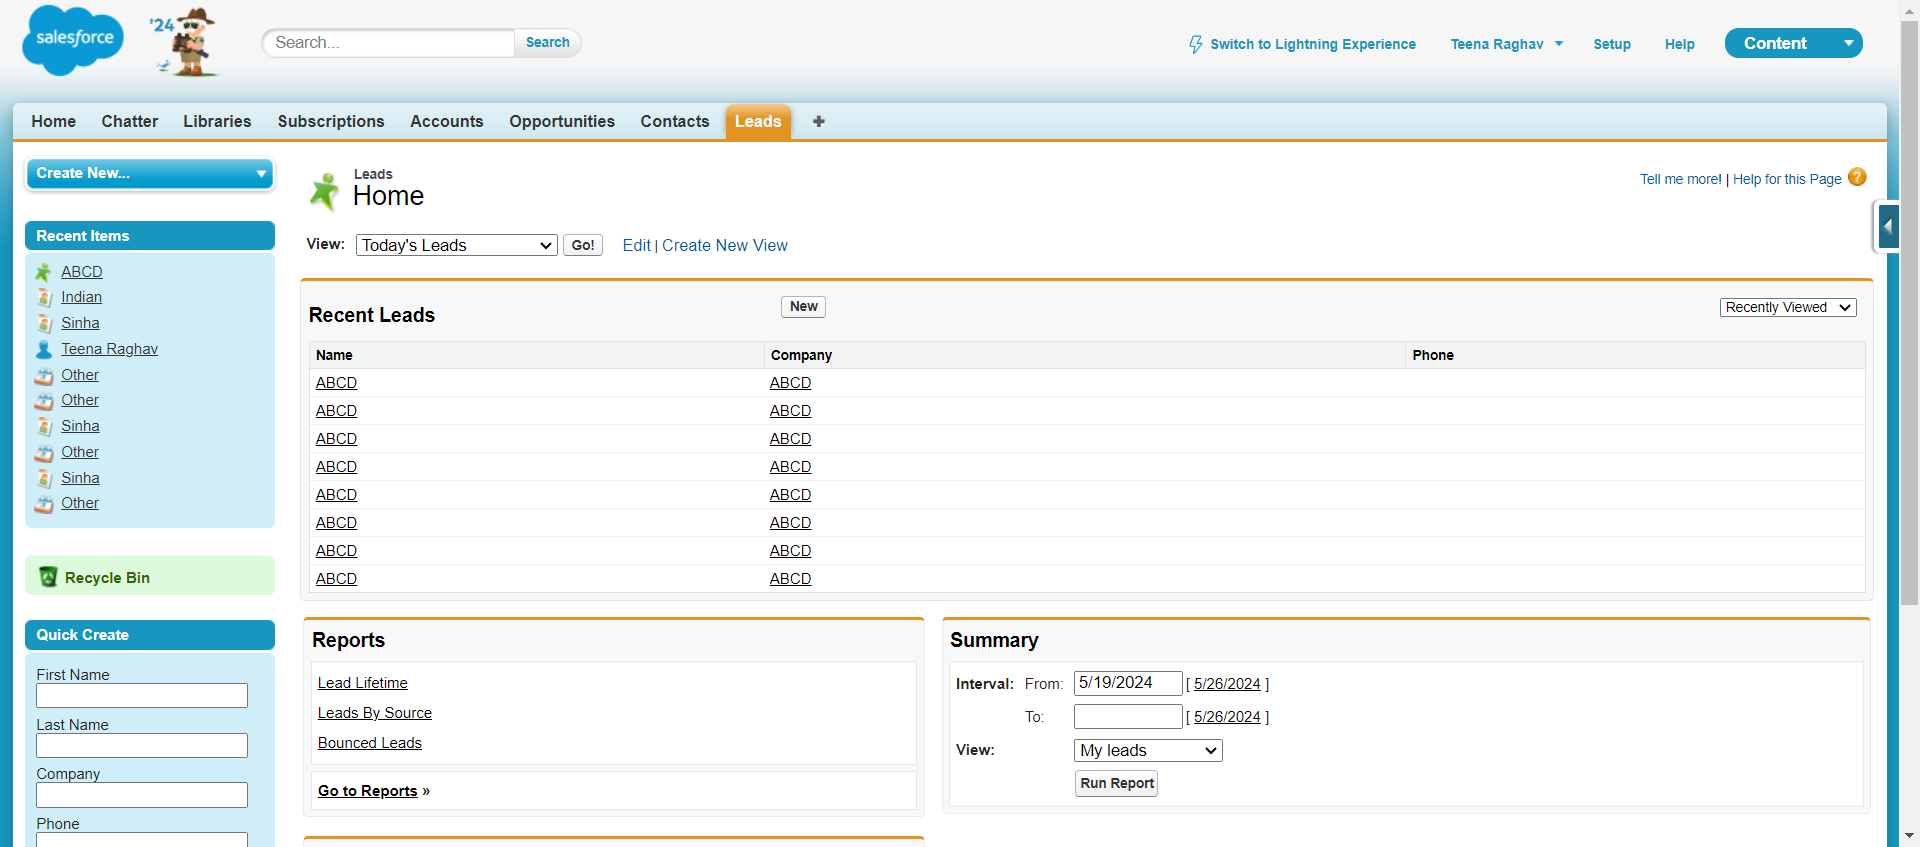 salesforce
'24
Search...
Search
Switch to Lightning Experience
Teena Raghav
Setup
Help
Content
Home
Chatter
Libraries
Subscriptions
Accounts
Opportunities
Contacts
Leads
+
Create New...
Leads
Home
Tell me more! | Help for this Page ?
Recent Items
ABCD
Indian
Sinha
Teena Raghav
Other
Other
Sinha
Other
Sinha
Other
Recycle Bin
Quick Create
First Name
Last Name
Company
Phone
View: Today's Leads Go! Edit | Create New View
Recent Leads New Recently Viewed
Name Company Phone
ABCD ABCD
ABCD ABCD
ABCD ABCD
ABCD ABCD
ABCD ABCD
ABCD ABCD
ABCD ABCD
ABCD ABCD
Reports
Lead Lifetime
Leads By Source
Bounced Leads
Go to Reports »
Summary
Interval: From: 5/19/2024 [ 5/26/2024 ]
To: [ 5/26/2024 ]
View: My leads
Run Report